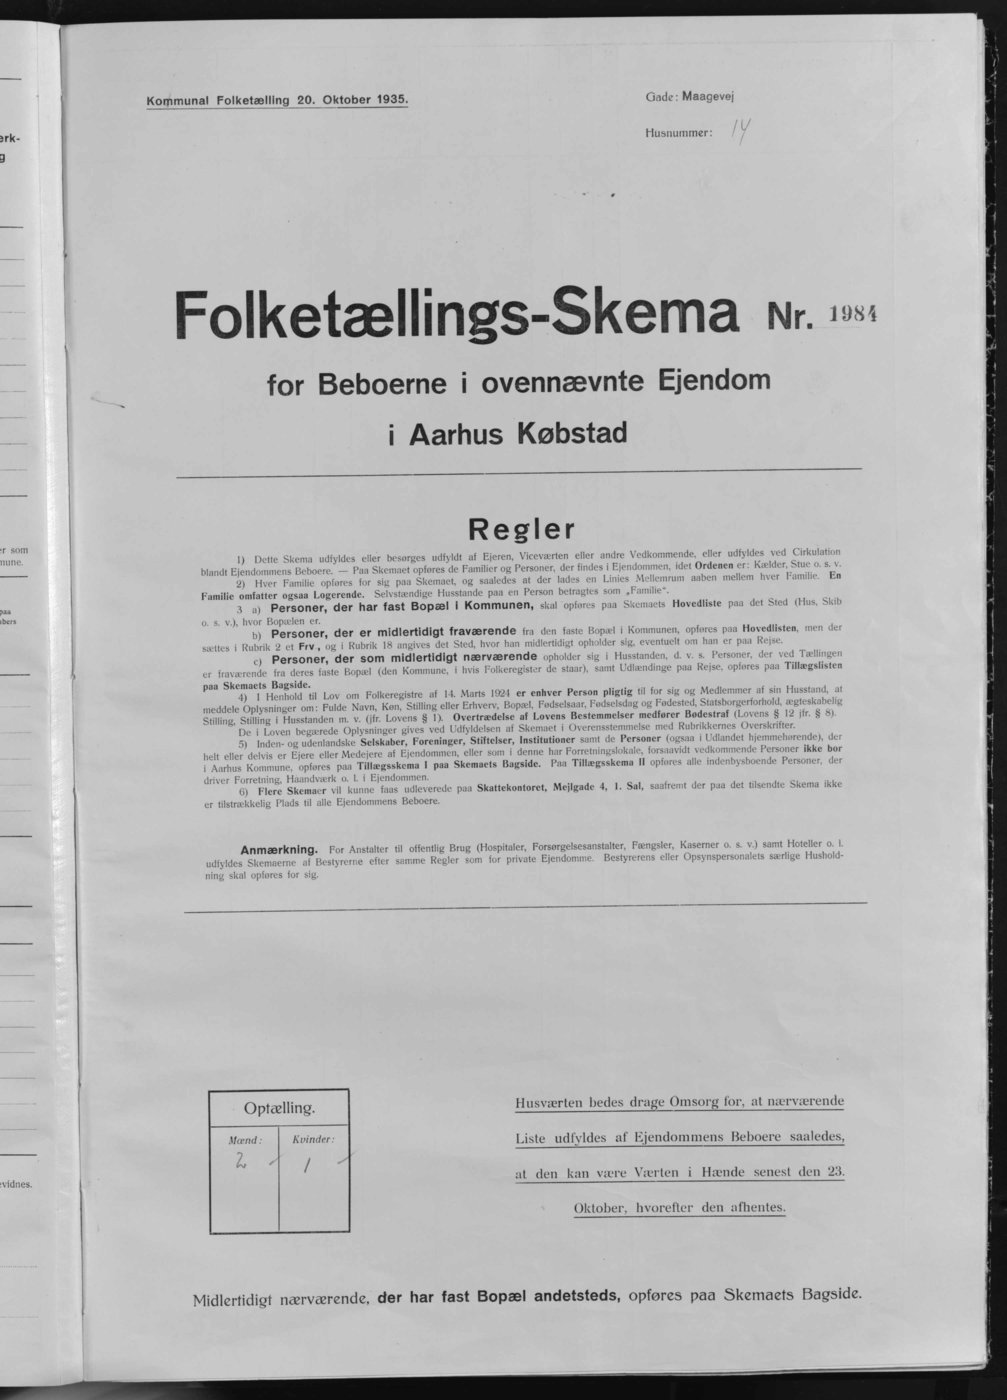 Kommunal Folketælling 20. Oktober 1935.
Gade: Maagevej
Husnummer: 14
Folketællings-Skema Nr. 1984
for Beboerne i ovennævnte Ejendom
i Aarhus Købstad
Regler
1) Dette Skema udfyldes eller besørges udfyldt af Ejeren, Viceværten eller andre Vedkommende, eller udfyldes ved Cirkulation
blandt Ejendommens Beboere. — Paa Skemaet opføres de Familier og Personer, der findes i Ejendommen, idet Ordenen er: Kælder, Stue o. s. v.
2) Hver Familie opføres for sig paa Skemaet, og saaledes at der lades en Linies Mellemrum aaben mellem hver Familie. En
Familie omfatter ogsaa Logerende. Selvstændige Husstande paa en Person betragtes som „Familie“.
3 a) Personer, der har fast Bopæl i Kommunen, skal opføres paa Skemaets Hovedliste paa det Sted (Hus, Skib
o. s. v.), hvor Bopælen er.
b) Personer, der er midlertidigt fraværende fra den faste Bopæl i Kommunen, opføres paa Hovedlisten, men der
sættes i Rubrik 2 et Frv., og i Rubrik 18 angives det Sted, hvor han midlertidigt opholder sig, eventuelt om han er paa Rejse.
c) Personer, der som midlertidigt nærværende opholder sig i Husstanden, d. v. s. Personer, der ved Tællingen
er fraværende fra deres faste Bopæl (den Kommune, i hvis Folkeregister de staar), samt Udlændinge paa Rejse, opføres paa Tillægslisten
paa Skemaets Bagside.
4) I Henhold til Lov om Folkeregistre af 14. Marts 1924 er enhver Person pligtig til for sig og Medlemmer af sin Husstand, at
meddele Oplysninger om: Fulde Navn, Køn, Stilling eller Erhverv, Bopæl, Fødselsaar, Fødselsdag og Fødested, Statsborgerforhold, ægteskabelig
Stilling, Stilling i Husstanden m. v. (jfr. Lovens § 1). Overtrædelse af Lovens Bestemmelser medfører Bødestraf (Lovens § 12 jfr. § 8).
De i Loven begærede Oplysninger gives ved Udfyldelsen af Skemaet i Overensstemmelse med Rubrikkernes Overskrifter.
5) Inden- og udenlandske Selskaber, Foreninger, Stiftelser, Institutioner samt de Personer (ogsaa i Udlandet hjemmehørende), der
helt eller delvis er Ejere eller Medejere af Ejendommen, eller som i denne har Forretningslokale, forsaavidt vedkommende Personer ikke bor
i Aarhus Kommune, opføres paa Tillægsskema I paa Skemaets Bagside. Paa Tillægsskema II opføres alle indenbysboende Personer, der
driver Forretning, Haandværk o. l. i Ejendommen.
6) Flere Skemaer vil kunne faas udleverede paa Skattekontoret, Mejlgade 4, 1. Sal, saafremt der paa det tilsendte Skema ikke
er tilstrækkelig Plads til alle Ejendommens Beboere.
Anmærkning. For Anstalter til offentlig Brug (Hospitaler, Forsørgelsesanstalter, Fængsler, Kaserner o. s. v.) samt Hoteller o. l.
udfyldes Skemaerne af Bestyrerne efter samme Regler som for private Ejendomme. Bestyrerens eller Opsynspersonalets særlige Hushold-
ning skal opføres for sig.
Optælling.
Mænd: Kvinder:
2 1
Husværten bedes drage Omsorg for, at nærværende
Liste udfyldes af Ejendommens Beboere saaledes,
at den kan være Værten i Hænde senest den 23.
Oktober, hvorefter den afhentes.
Midlertidigt nærværende, der har fast Bopæl andetsteds, opføres paa Skemaets Bagside.